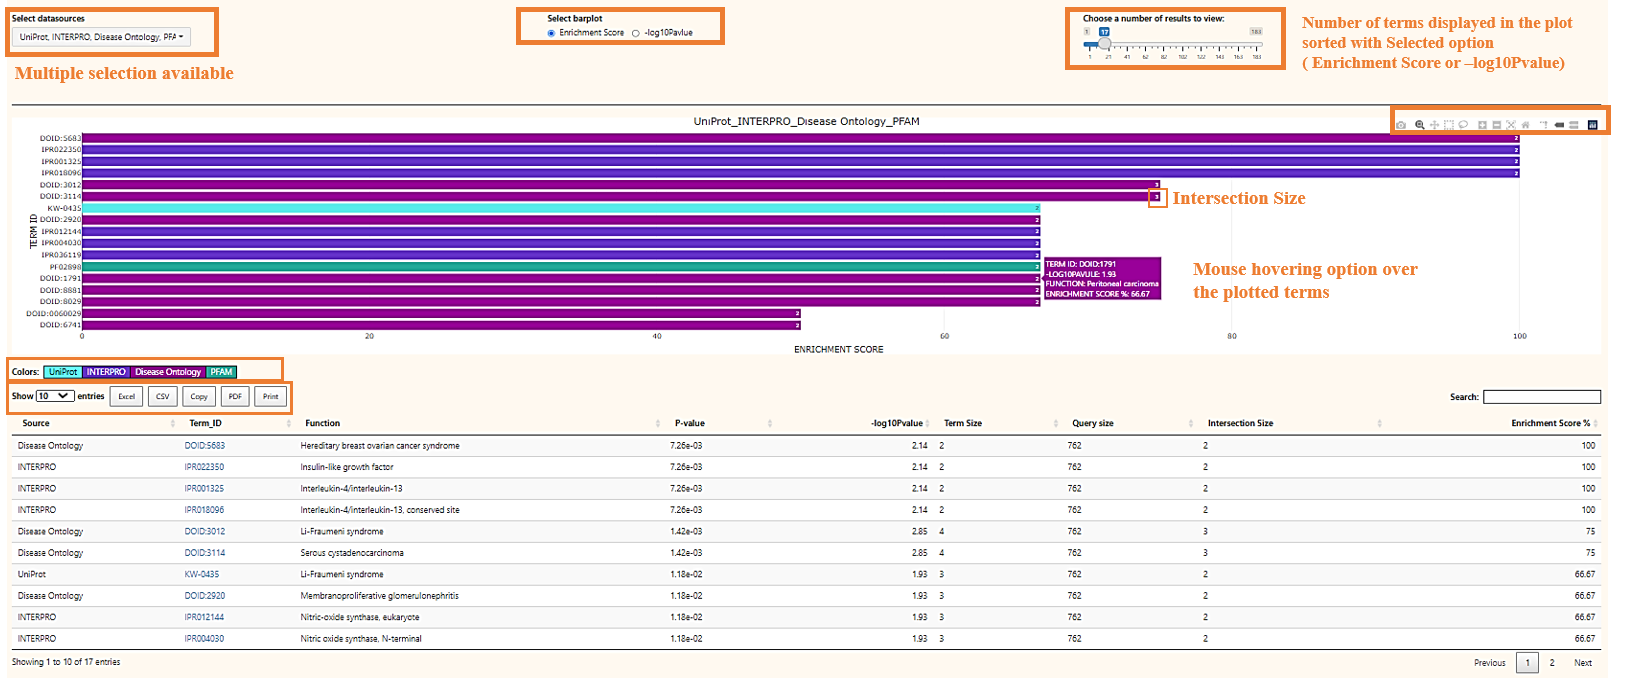 Select datasources
UniProt, INTERPRO, Disease Ontology, PFA
Multiple selection available
Select barplot
Enrichment Score
-log10Pavlue
Choose a number of results to view:
1 17 183
1 21 41 62 82 102 122 143 163 183
Number of terms displayed in the plot
sorted with Selected option
( Enrichment Score or –log10Pvalue)
UniProt_INTERPRO_Disease Ontology_PFAM
TERM ID
DOID:5683 2
IPR022350 2
IPR001325 2
IPR018096 2
DOID:3012 3
DOID:3114 3
KW-0435 2
DOID:2920 2
IPR012144 2
IPR004030 2
IPR036119 2
PF02898 2
DOID:1791 2
DOID:8881 2
DOID:8029 2
DOID:0060029 2
DOID:6741 2
Intersection Size
TERM ID: DOID:1791
-LOG10PAVULE: 1.93
FUNCTION: Peritoneal carcinoma
ENRICHMENT SCORE %: 66.67
Mouse hovering option over
the plotted terms
0 20 40 60 80 100
ENRICHMENT SCORE
Colors: UniProt INTERPRO Disease Ontology PFAM
Show 10 entries Excel CSV Copy PDF Print
Search:
Source Term_ID Function P-value -log10Pvalue Term Size Query size Intersection Size Enrichment Score %
Disease Ontology DOID:5683 Hereditary breast ovarian cancer syndrome 7.26e-03 2.14 2 762 2 100
INTERPRO IPR022350 Insulin-like growth factor 7.26e-03 2.14 2 762 2 100
INTERPRO IPR001325 Interleukin-4/interleukin-13 7.26e-03 2.14 2 762 2 100
INTERPRO IPR018096 Interleukin-4/interleukin-13, conserved site 7.26e-03 2.14 2 762 2 100
Disease Ontology DOID:3012 Li-Fraumeni syndrome 1.42e-03 2.85 4 762 3 75
Disease Ontology DOID:3114 Serous cystadenocarcinoma 1.42e-03 2.85 4 762 3 75
UniProt KW-0435 Li-Fraumeni syndrome 1.18e-02 1.93 3 762 2 66.67
Disease Ontology DOID:2920 Membranoproliferative glomerulonephritis 1.18e-02 1.93 3 762 2 66.67
INTERPRO IPR012144 Nitric-oxide synthase, eukaryote 1.18e-02 1.93 3 762 2 66.67
INTERPRO IPR004030 Nitric oxide synthase, N-terminal 1.18e-02 1.93 3 762 2 66.67
Showing 1 to 10 of 17 entries
Previous 1 2 Next